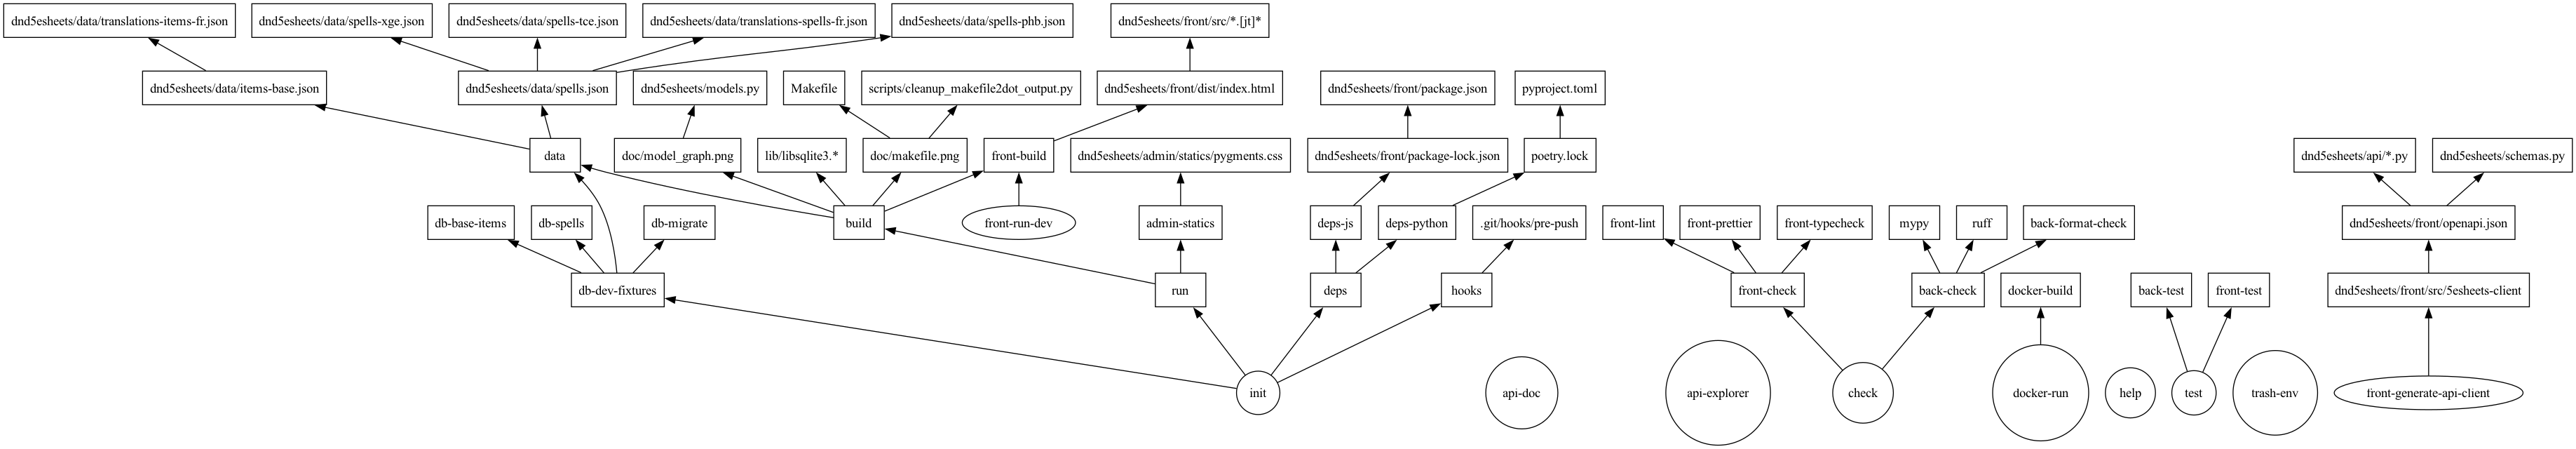 dnd5esheets/data/translations-items-fr.json
dnd5esheets/data/spells-xge.json
dnd5esheets/data/spells-tce.json
dnd5esheets/data/translations-spells-fr.json
dnd5esheets/data/spells-phb.json
dnd5esheets/front/src/*.[jt]*
dnd5esheets/data/items-base.json
dnd5esheets/data/spells.json
dnd5esheets/models.py
Makefile
scripts/cleanup_makefile2dot_output.py
dnd5esheets/front/dist/index.html
dnd5esheets/front/package.json
pyproject.toml
data
doc/model_graph.png
lib/libsqlite3.*
doc/makefile.png
front-build
dnd5esheets/admin/statics/pygments.css
dnd5esheets/front/package-lock.json
poetry.lock
dnd5esheets/api/*.py
dnd5esheets/schemas.py
db-base-items
db-spells
db-migrate
build
front-run-dev
admin-statics
deps-js
deps-python
.git/hooks/pre-push
front-lint
front-prettier
front-typecheck
mypy
ruff
back-format-check
dnd5esheets/front/openapi.json
db-dev-fixtures
run
deps
hooks
front-check
back-check
docker-build
back-test
front-test
dnd5esheets/front/src/5esheets-client
init
api-doc
api-explorer
check
docker-run
help
test
trash-env
front-generate-api-client